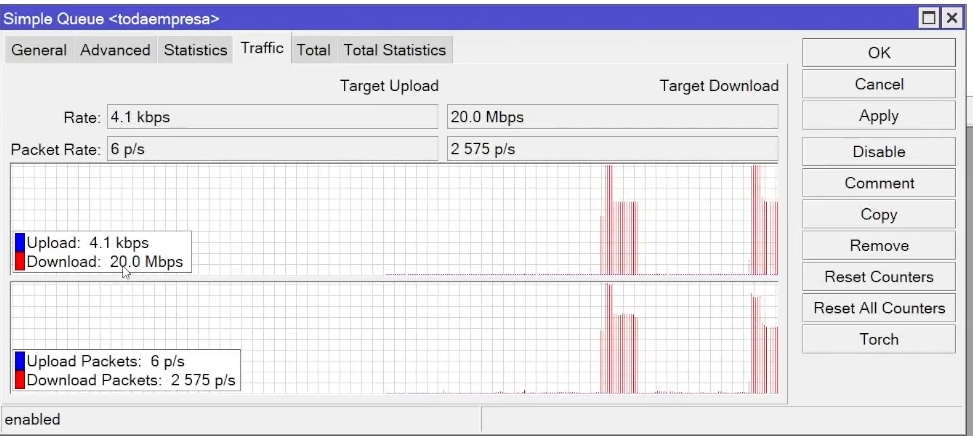 Simple Queue <todaempresa>
General Advanced Statistics Traffic Total Total Statistics
Target Upload Target Download
Rate: 4.1 kbps 20.0 Mbps
Packet Rate: 6 p/s 2 575 p/s
Upload: 4.1 kbps
Download: 20.0 Mbps
Upload Packets: 6 p/s
Download Packets: 2 575 p/s
enabled
OK
Cancel
Apply
Disable
Comment
Copy
Remove
Reset Counters
Reset All Counters
Torch